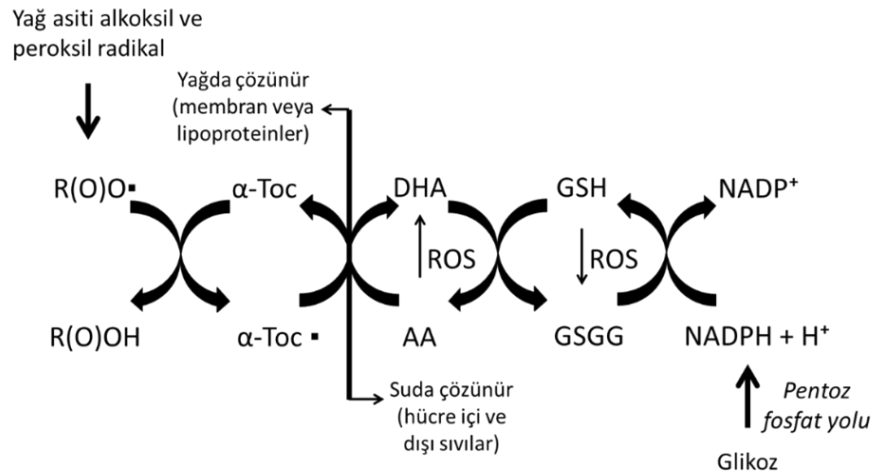 Yağ asiti alkoksil ve
peroksil radikal
Yağda çözünür
(membran veya
lipoproteinler)
R(O)O▪
α-Toc
DHA
GSH
NADP⁺
ROS
ROS
R(O)OH
α-Toc ▪
AA
GSGG
NADPH + H⁺
Suda çözünür
(hücre içi ve
dışı sıvılar)
Pentoz
fosfat yolu
Glikoz